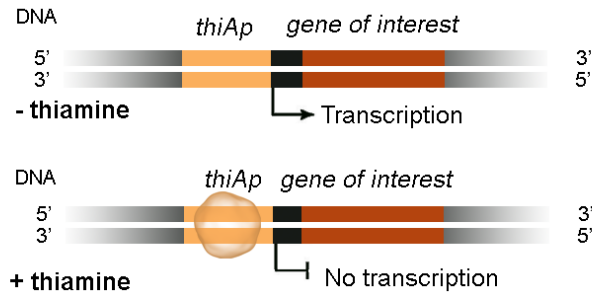 DNA
thiAp gene of interest
5’ 3’
3’ 5’
- thiamine
Transcription
DNA
thiAp gene of interest
5’ 3’
3’ 5’
+ thiamine
No transcription